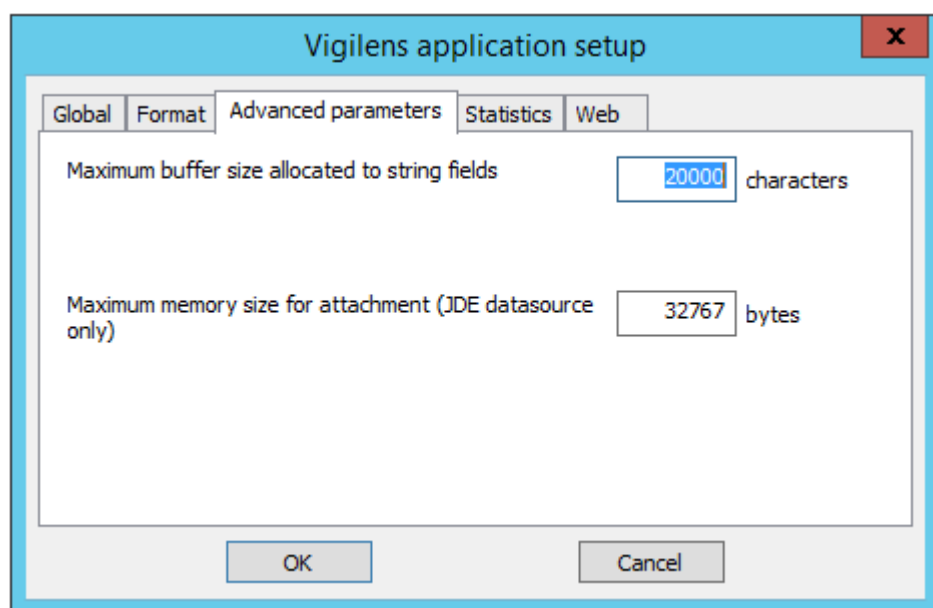 Vigilens application setup
x
Global Format Advanced parameters Statistics Web
Maximum buffer size allocated to string fields 20000 characters
Maximum memory size for attachment (JDE datasource
only) 32767 bytes
OK Cancel